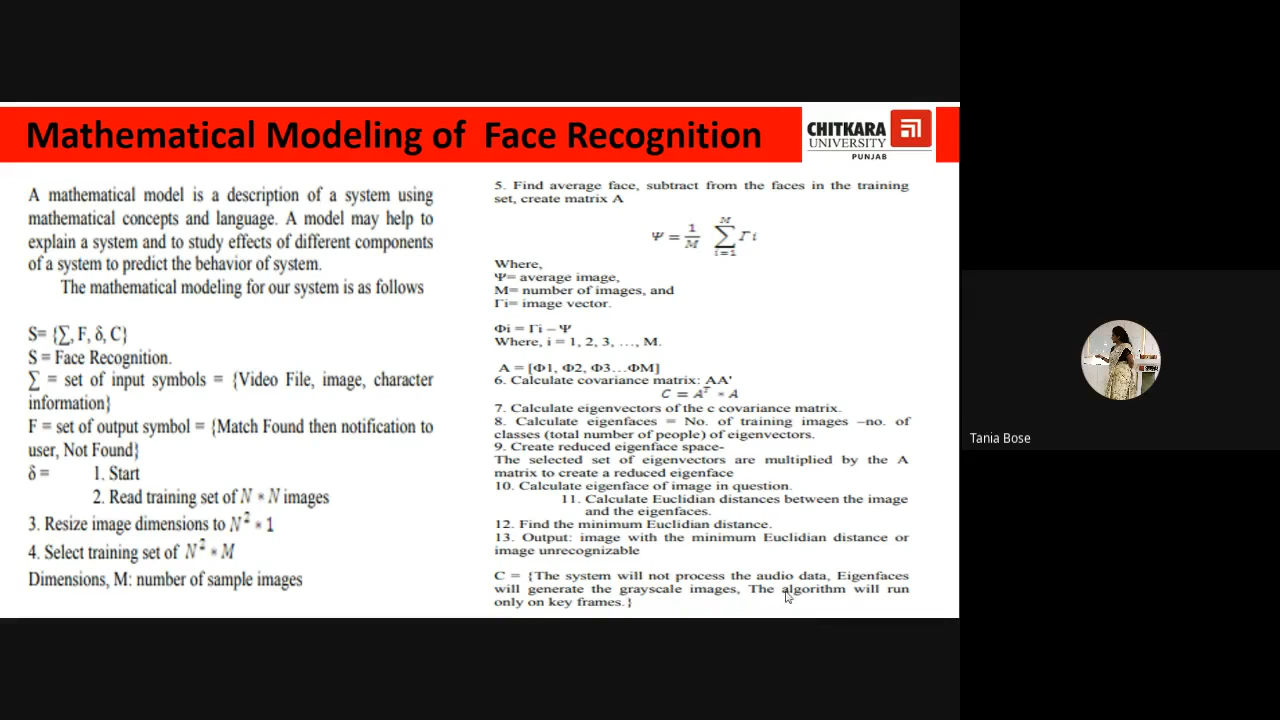 Mathematical Modeling of Face Recognition
CHITKARA
UNIVERSITY
PUNJAB
A mathematical model is a description of a system using
mathematical concepts and language. A model may help to
explain a system and to study effects of different components
of a system to predict the behavior of system.
The mathematical modeling for our system is as follows
S= {∑, F, δ, C}
S = Face Recognition.
∑ = set of input symbols = {Video File, image, character
information}
F = set of output symbol = {Match Found then notification to
user, Not Found}
δ = 1. Start
2. Read training set of N * N images
3. Resize image dimensions to N² * 1
4. Select training set of N² * M
Dimensions, M: number of sample images
5. Find average face, subtract from the faces in the training
set, create matrix A
Ψ = 1/M ∑ i=1 M Γi
Where,
Ψ= average image,
M= number of images, and
Γi= image vector.
Φi = Γi – Ψ
Where, i = 1, 2, 3, …, M.
A = [Φ1, Φ2, Φ3…ΦM]
6. Calculate covariance matrix: AA'
C = Aᵀ * A
7. Calculate eigenvectors of the c covariance matrix.
8. Calculate eigenfaces = No. of training images –no. of
classes (total number of people) of eigenvectors.
9. Create reduced eigenface space-
The selected set of eigenvectors are multiplied by the A
matrix to create a reduced eigenface
10. Calculate eigenface of image in question.
11. Calculate Euclidian distances between the image
and the eigenfaces.
12. Find the minimum Euclidian distance.
13. Output: image with the minimum Euclidian distance or
image unrecognizable
C = {The system will not process the audio data, Eigenfaces
will generate the grayscale images, The algorithm will run
only on key frames.}
Tania Bose